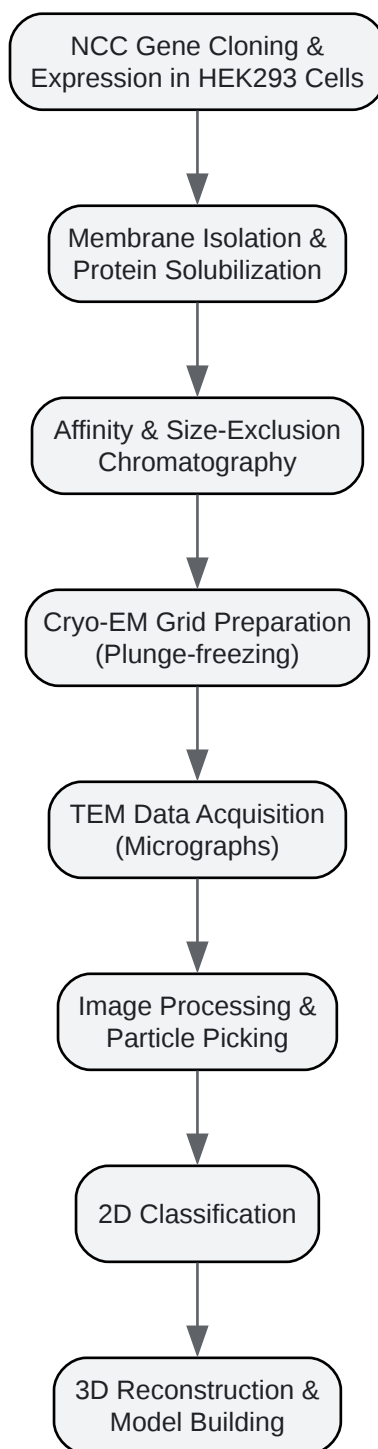 NCC Gene Cloning &
Expression in HEK293 Cells
Membrane Isolation &
Protein Solubilization
Affinity & Size-Exclusion
Chromatography
Cryo-EM Grid Preparation
(Plunge-freezing)
TEM Data Acquisition
(Micrographs)
Image Processing &
Particle Picking
2D Classification
3D Reconstruction &
Model Building